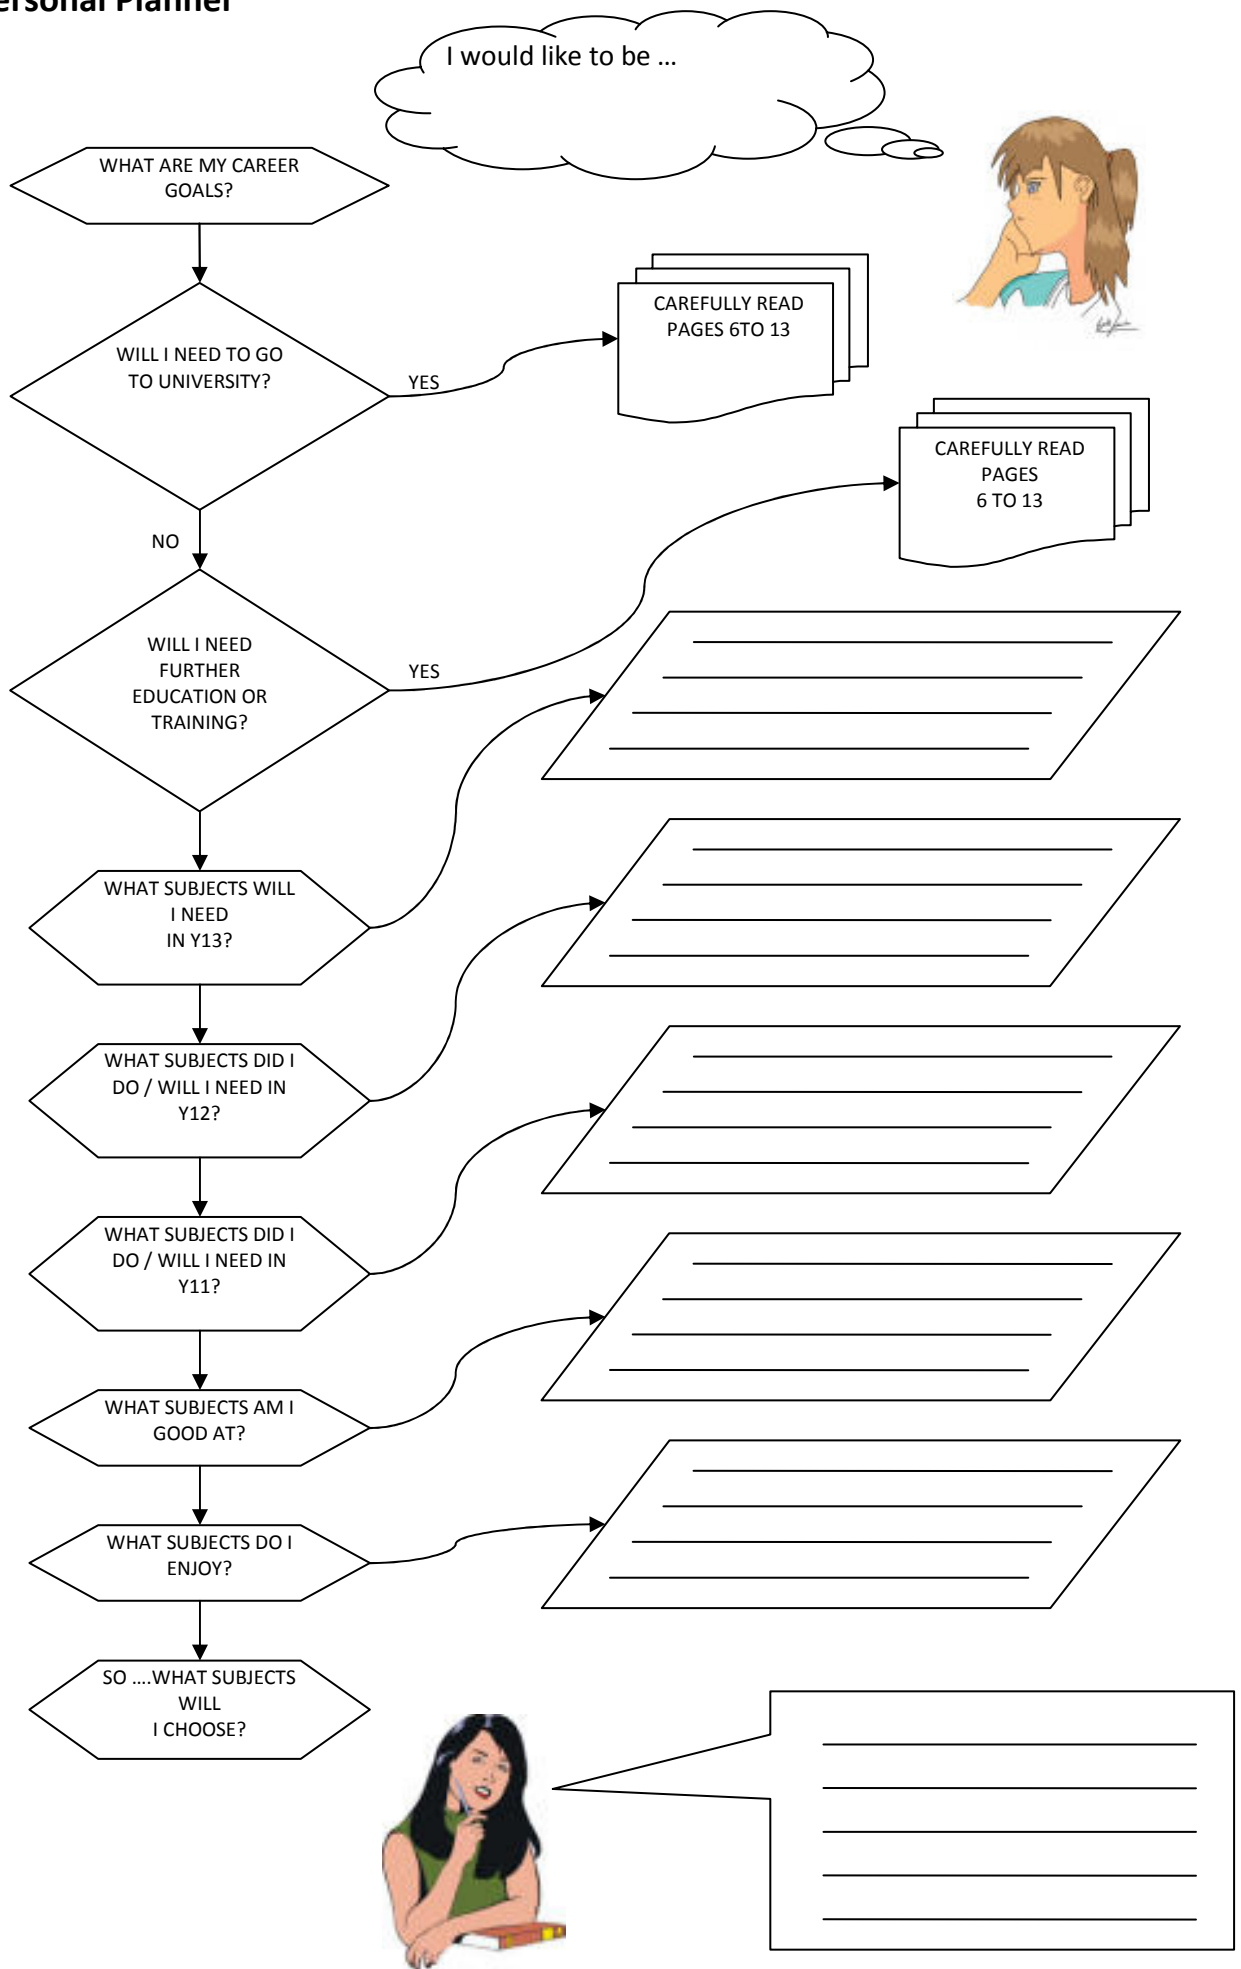 ersonal Planner
I would like to be ...
WHAT ARE MY CAREER
GOALS?
WILL I NEED TO GO
TO UNIVERSITY?
YES
CAREFULLY READ
PAGES 6TO 13
CAREFULLY READ
PAGES
6 TO 13
NO
WILL I NEED
FURTHER
EDUCATION OR
TRAINING?
YES
WHAT SUBJECTS WILL
I NEED
IN Y13?
WHAT SUBJECTS DID I
DO / WILL I NEED IN
Y12?
WHAT SUBJECTS DID I
DO / WILL I NEED IN
Y11?
WHAT SUBJECTS AM I
GOOD AT?
WHAT SUBJECTS DO I
ENJOY?
SO ....WHAT SUBJECTS
WILL
I CHOOSE?